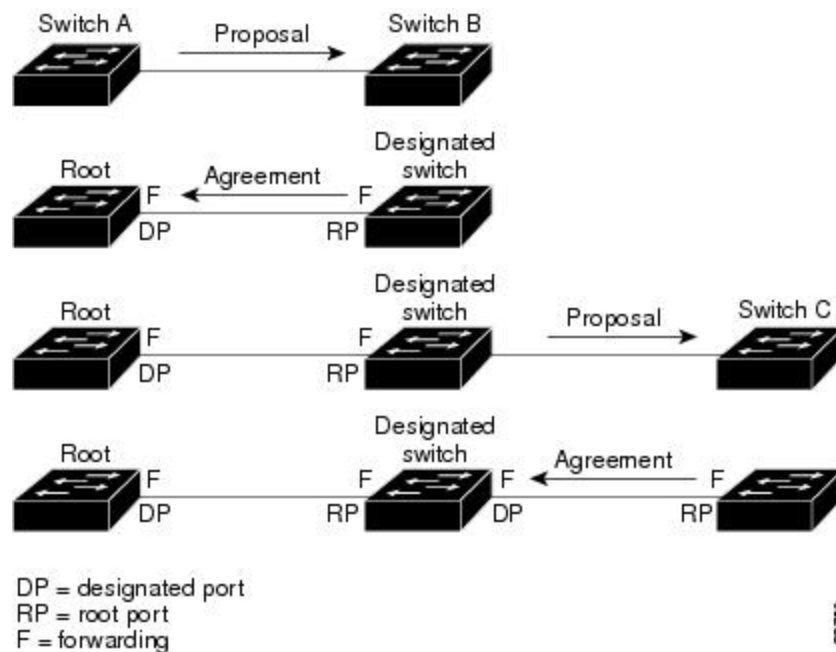 Switch A
Proposal
Switch B
Designated
switch
Root
F
Agreement
F
DP
RP
Designated
switch
Root
F
F
Proposal
Switch C
DP
RP
Designated
switch
Root
F
F
F
Agreement
F
DP
RP
DP
RP
DP = designated port
RP = root port
F = forwarding